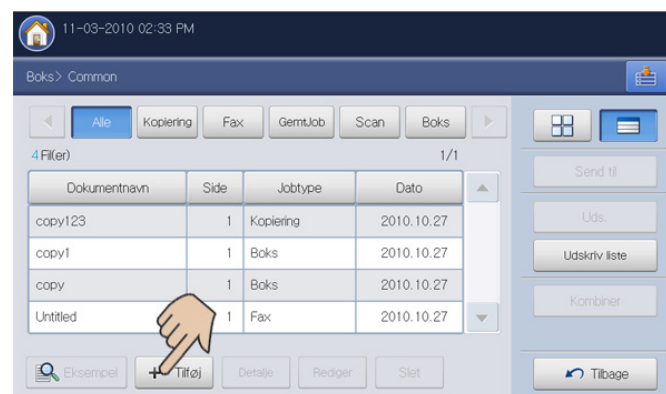 11-03-2010 02:33 PM
Boks> Common
Alle Kopiering Fax GemtJob Scan Boks
4 Fil(er) 1/1
Send til
Dokumentnavn Side Jobtype Dato
copy123 1 Kopiering 2010.10.27
Uds.
copy1 1 Boks 2010.10.27
Udskriv liste
copy 1 Boks 2010.10.27
Kombiner
Untitled 1 Fax 2010.10.27
Eksempel + Tilføj Detalje Rediger Slet Tilbage